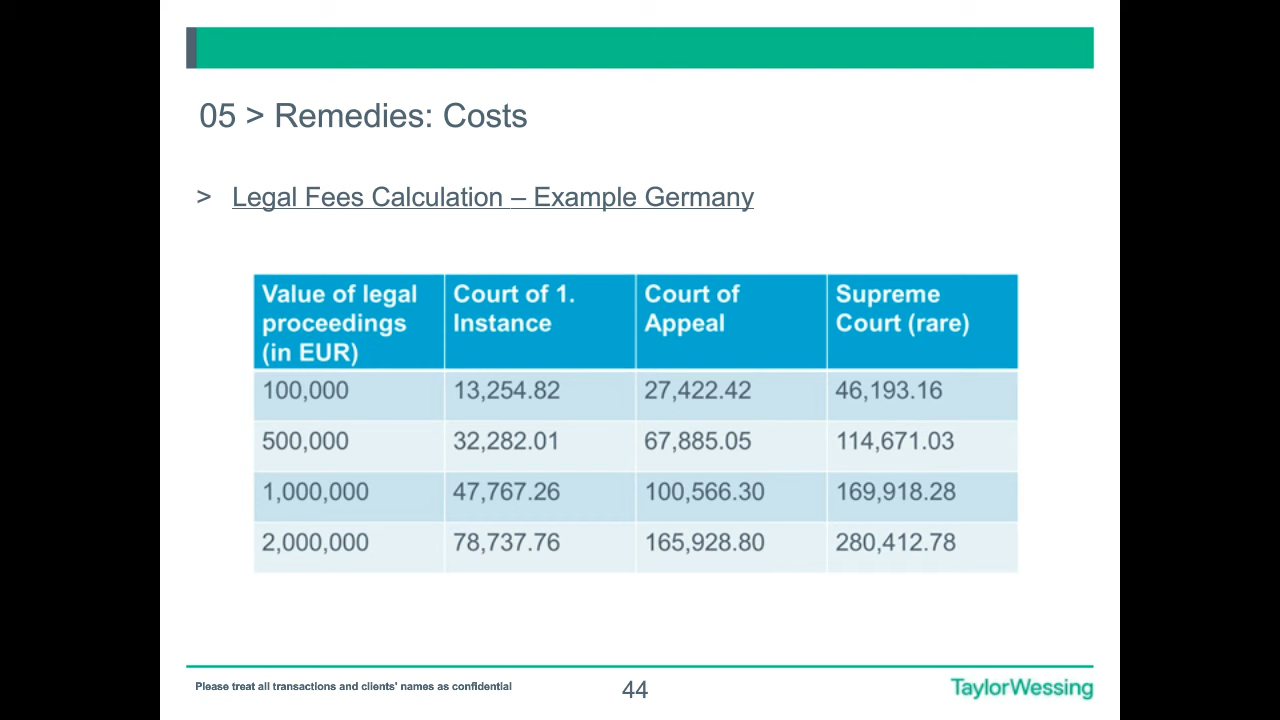 05 > Remedies: Costs
> Legal Fees Calculation – Example Germany
Value of legal proceedings (in EUR) Court of 1. Instance Court of Appeal Supreme Court (rare)
100,000 13,254.82 27,422.42 46,193.16
500,000 32,282.01 67,885.05 114,671.03
1,000,000 47,767.26 100,566.30 169,918.28
2,000,000 78,737.76 165,928.80 280,412.78
Please treat all transactions and clients' names as confidential
44
TaylorWessing